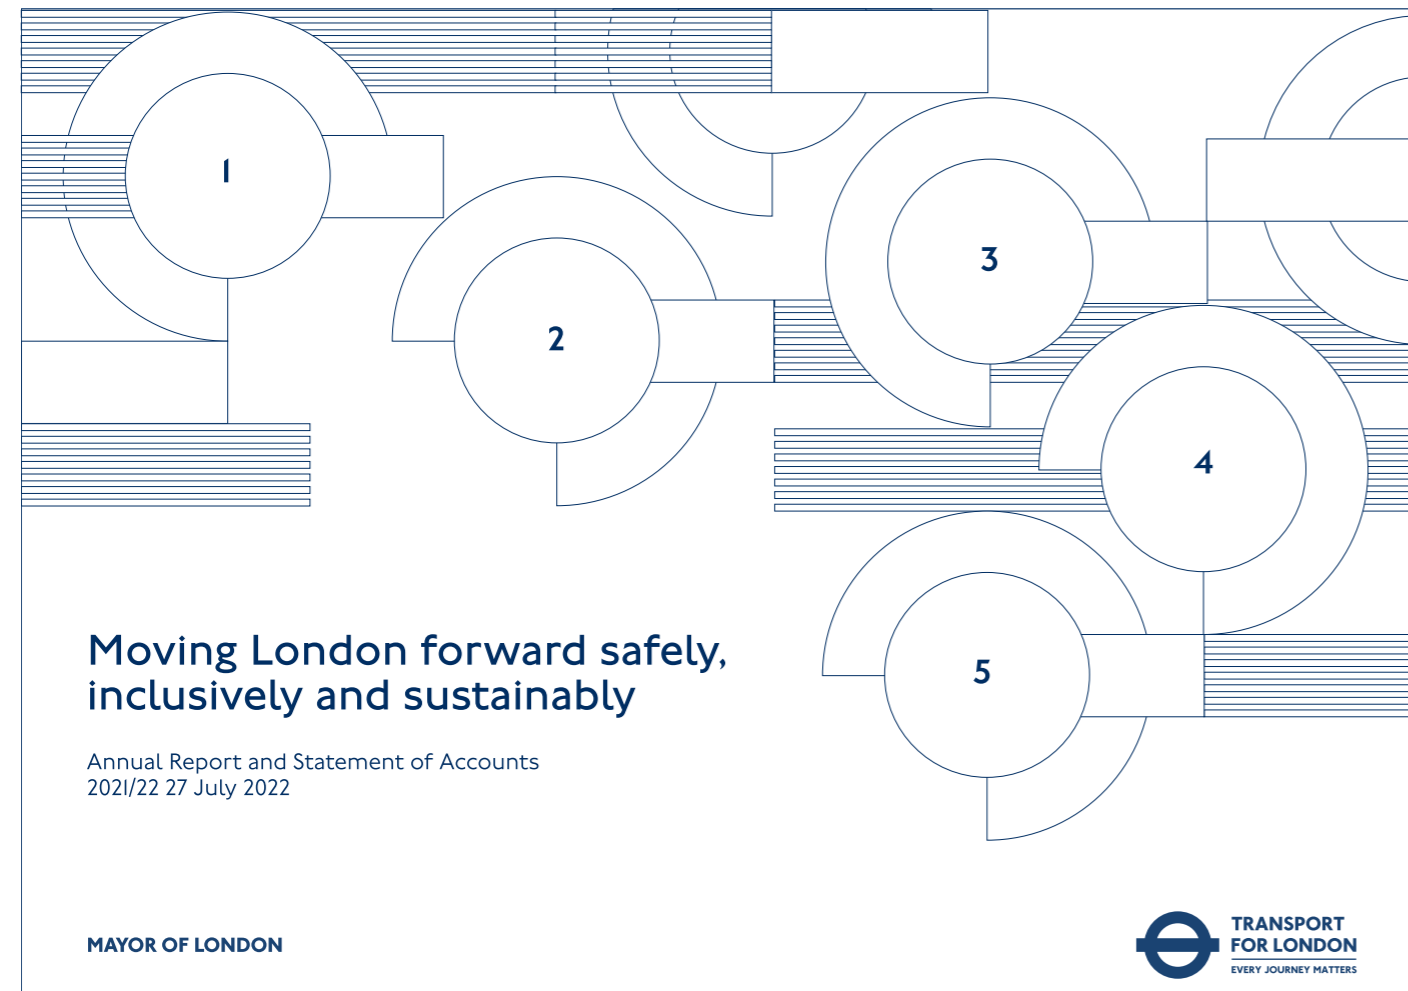 1
2
3
4
5
Moving London forward safely,
inclusively and sustainably
Annual Report and Statement of Accounts
2021/22 27 July 2022
MAYOR OF LONDON
TRANSPORT
FOR LONDON
EVERY JOURNEY MATTERS